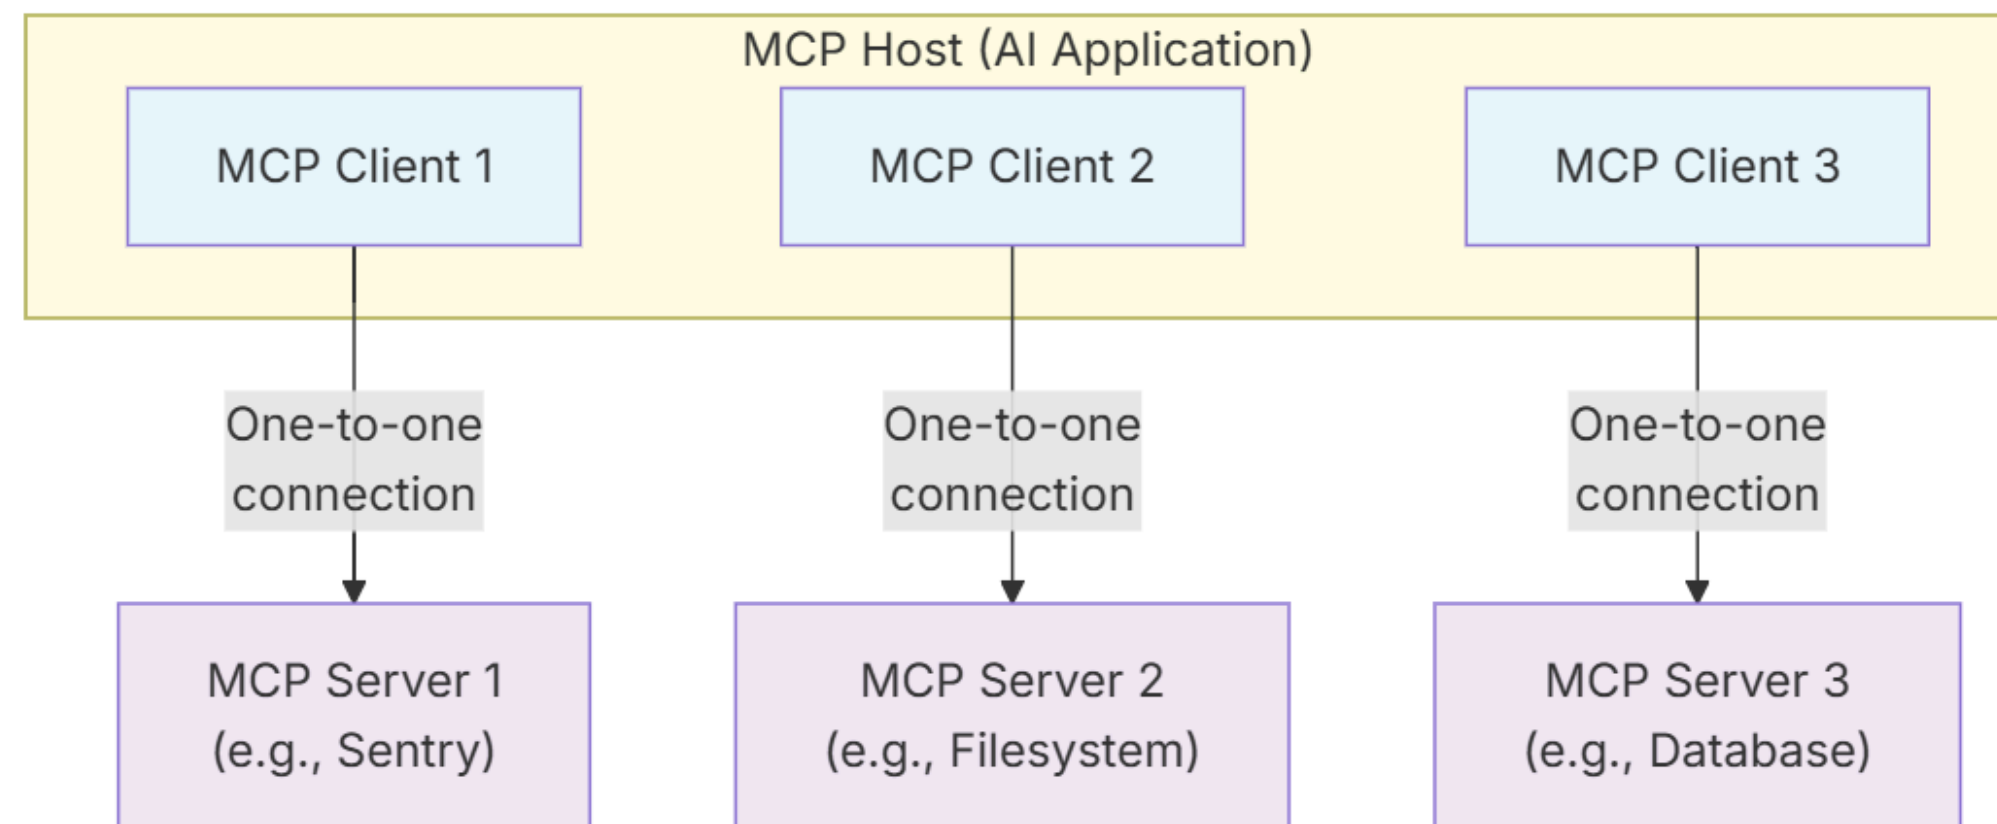 MCP Host (AI Application)
MCP Client 1
MCP Client 2
MCP Client 3
One-to-one
connection
One-to-one
connection
One-to-one
connection
MCP Server 1
(e.g., Sentry)
MCP Server 2
(e.g., Filesystem)
MCP Server 3
(e.g., Database)